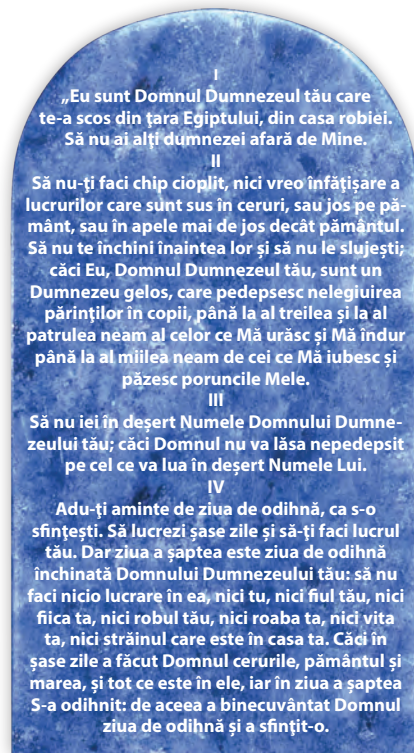 I
„Eu sunt Domnul Dumnezeul tău care
te-a scos din ţara Egiptului, din casa robiei.
Să nu ai alţi dumnezei afară de Mine.
II
Să nu-ţi faci chip cioplit, nici vreo înfățișare a
lucrurilor care sunt sus în ceruri, sau jos pe pă-
mânt, sau în apele mai de jos decât pământul.
Să nu te închini înaintea lor și să nu le slujești;
căci Eu, Domnul Dumnezeul tău, sunt un
Dumnezeu gelos, care pedepsesc nelegiuirea
părinţilor în copii, până la al treilea și la al
patrulea neam al celor ce Mă urăsc și Mă îndur
până la al miilea neam de cei ce Mă iubesc și
păzesc poruncile Mele.
III
Să nu iei în deșert Numele Domnului Dumne-
zeului tău; căci Domnul nu va lăsa nepedepsit
pe cel ce va lua în deșert Numele Lui.
IV
Adu-ţi aminte de ziua de odihnă, ca s-o
sfinţești. Să lucrezi șase zile și să-ţi faci lucrul
tău. Dar ziua a șaptea este ziua de odihnă
închinată Domnului Dumnezeului tău: să nu
faci nicio lucrare în ea, nici tu, nici fiul tău, nici
fiica ta, nici robul tău, nici roaba ta, nici vita
ta, nici străinul care este în casa ta. Căci în
șase zile a făcut Domnul cerurile, pământul și
marea, și tot ce este în ele, iar în ziua a șaptea
S-a odihnit: de aceea a binecuvântat Domnul
ziua de odihnă și a sfinţit-o.